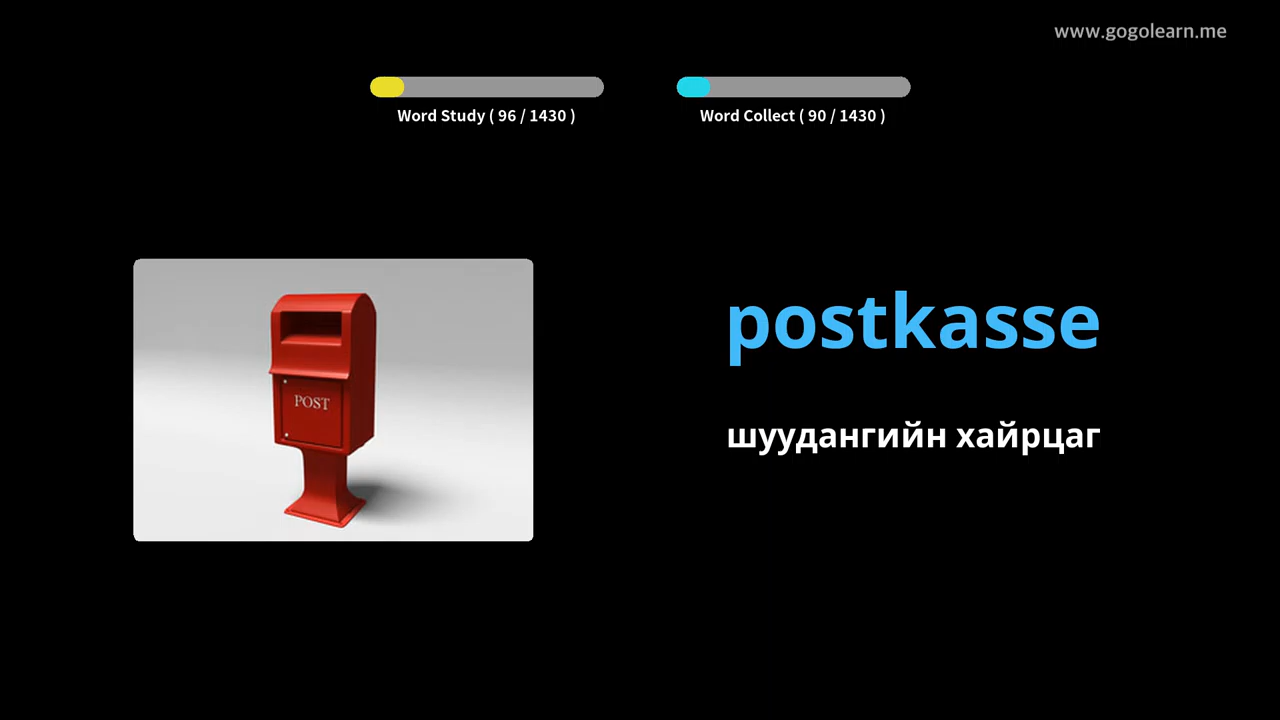 www.gogolearn.me
Word Study ( 96 / 1430 )
Word Collect ( 90 / 1430 )
POST
postkasse
шуудангийн хайрцаг